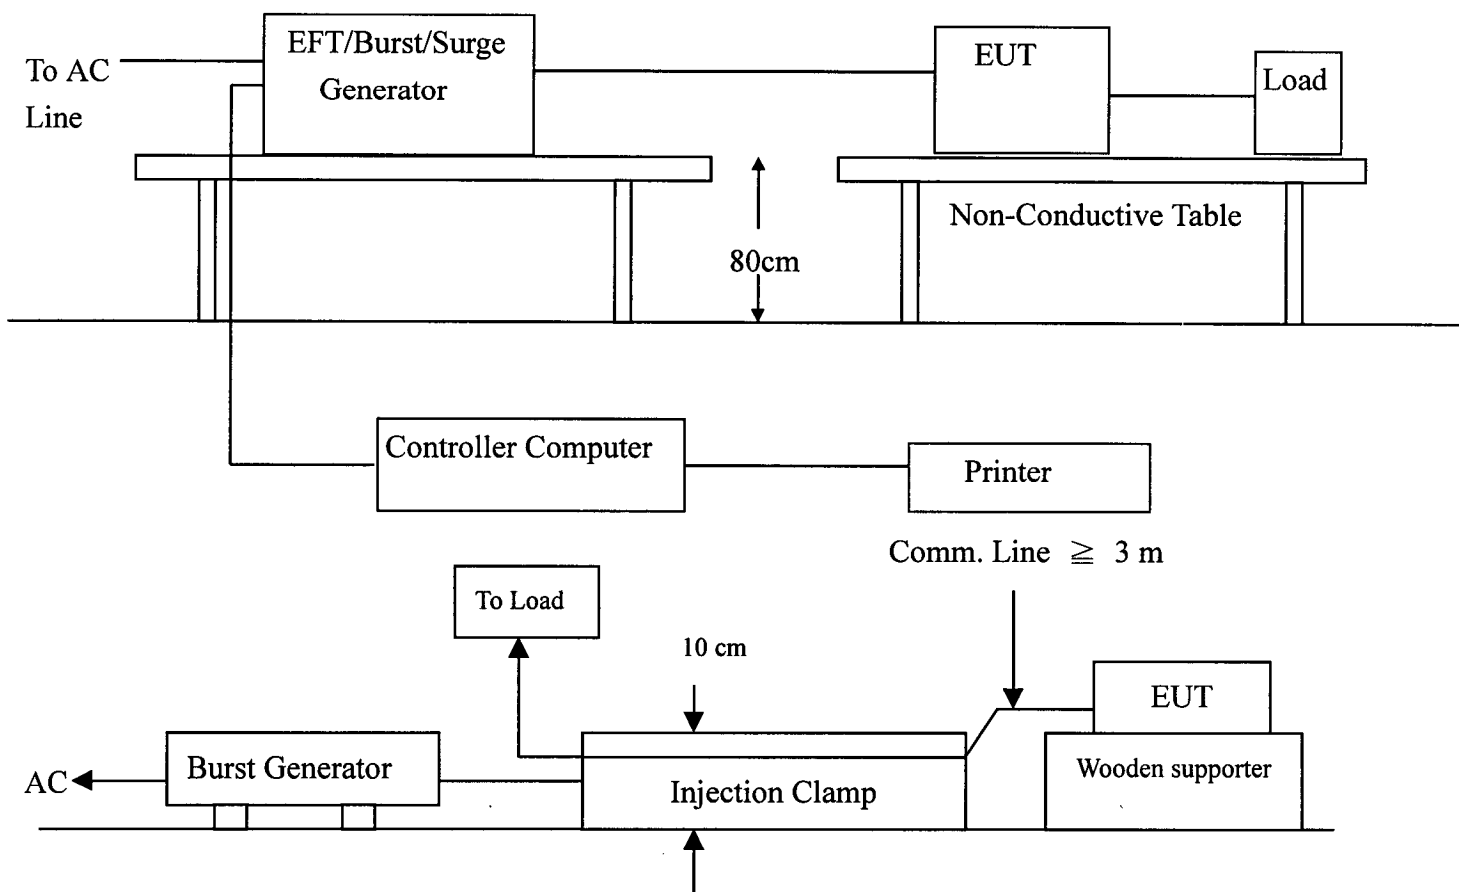 EFT/Burst/Surge
Generator
EUT
Load
To AC
Line
Non-Conductive Table
80cm
Controller Computer
Printer
Comm. Line ≧ 3 m
To Load
10 cm
EUT
AC
Burst Generator
Injection Clamp
Wooden supporter